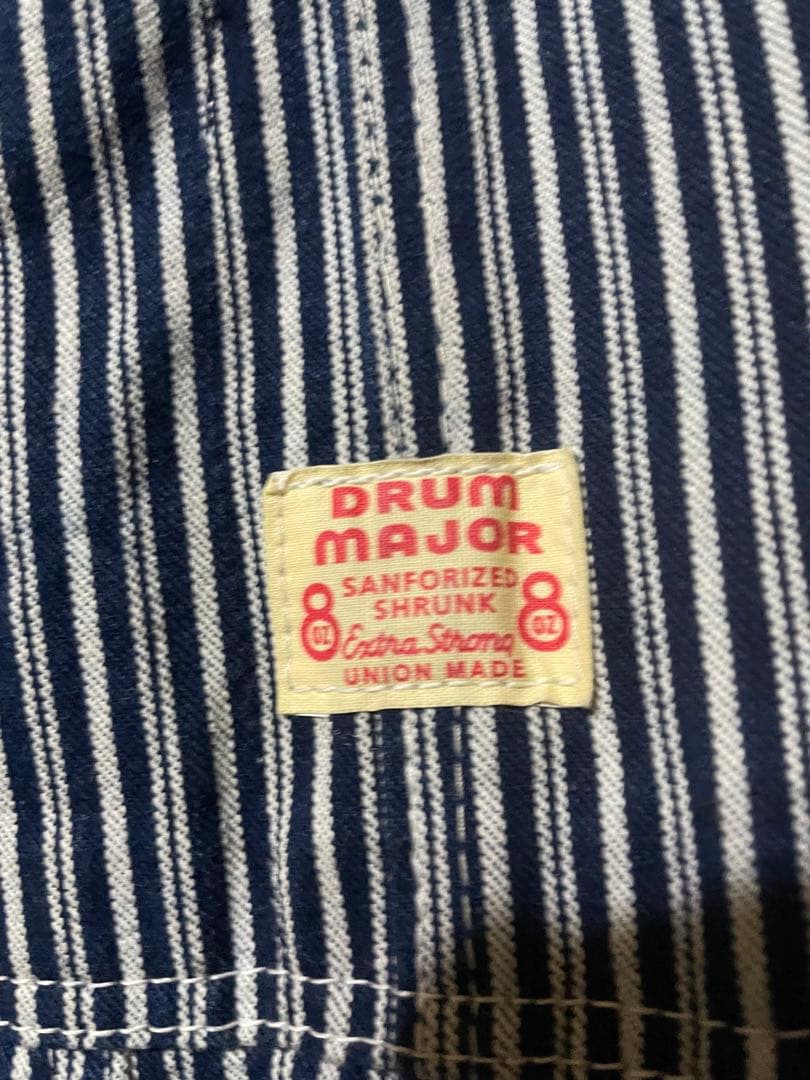 DRUM
MAJOR
SANFORIZED
SHRUNK
8 OZ Extra Strong 8 OZ
UNION MADE